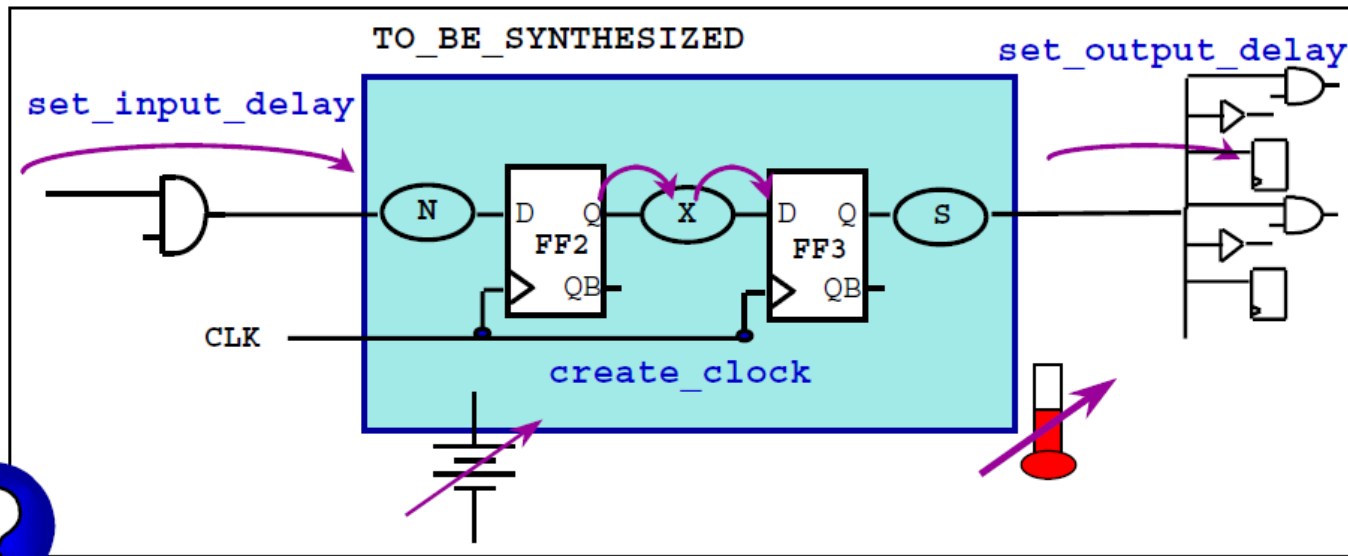 TO_BE_SYNTHESIZED
set_output_delay
set_input_delay
N
D
Q
FF2
QB
X
D
Q
FF3
QB
S
CLK
create_clock